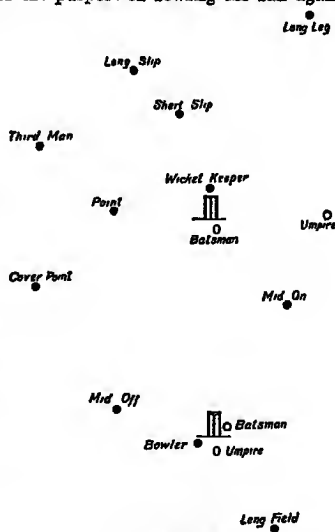 Long Leg
Long Slip
Short Slip
Third Man
Wicket Keeper
Point
Umpire
Batsman
Cover Point
Mid On
Mid Off
Batsman
Bowler
Umpire
Long Field